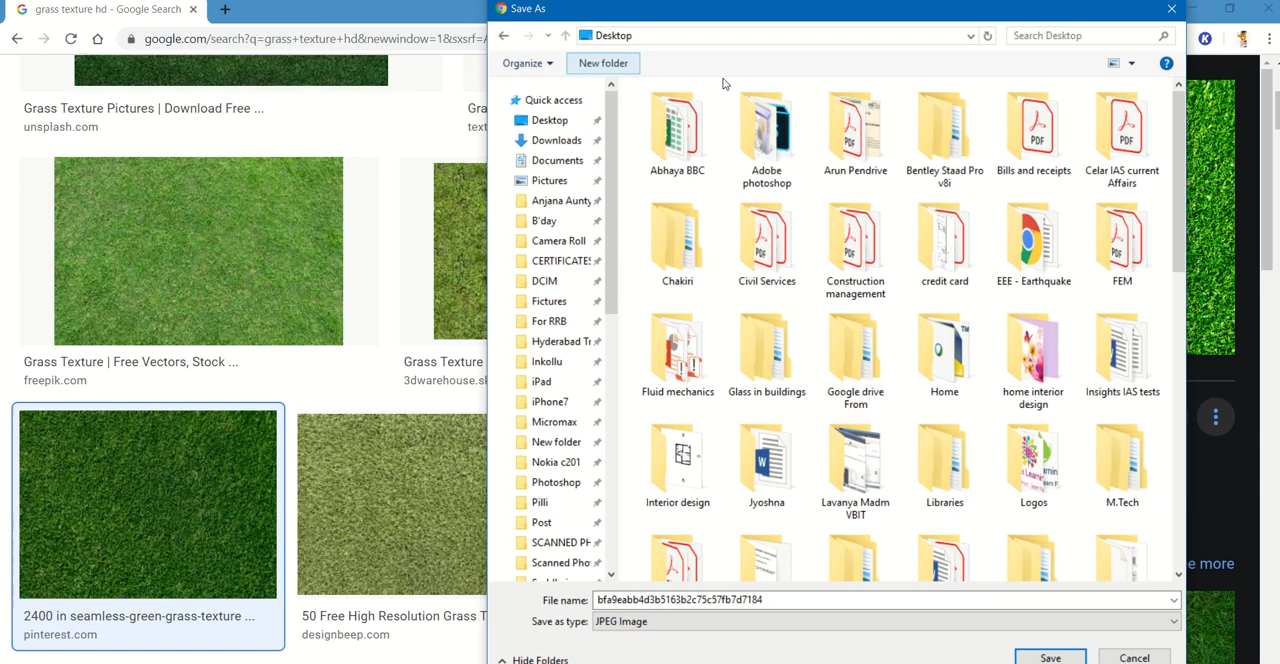 grass texture hd - Google Search
google.com/search?q=grass+texture+hd&newwindow=1&sxsrf=A
Grass Texture Pictures | Download Free ...
unsplash.com
Gra
text
Grass Texture | Free Vectors, Stock ...
freepik.com
Grass Texture
3dwarehouse.sk
2400 in seamless-green-grass-texture ...
pinterest.com
50 Free High Resolution Grass T
designbeep.com
Save As
Desktop
Search Desktop
Organize
New folder
Quick access
Desktop
Downloads
Documents
Pictures
Anjana Aunty
B'day
Camera Roll
CERTIFICATES
DCIM
Fictures
For RRB
Hyderabad Tr
Inkollu
iPad
iPhone7
Micromax
New folder
Nokia c201
Photoshop
Pilli
Post
SCANNED PH
Scanned Pho
Abhaya BBC
Adobe
photoshop
Arun Pendrive
Bentley Staad Pro
v8i
Bills and receipts
Celar IAS current
Affairs
Chakiri
Civil Services
Construction
management
credit card
EEE - Earthquake
FEM
Fluid mechanics
Glass in buildings
Google drive
From
Home
home interior
design
Insights IAS tests
Interior design
Jyoshna
Lavanya Madm
VBIT
Libraries
Logos
M.Tech
File name:
bfa9eabb4d3b5163b2c75c57fb7d7184
Save as type:
JPEG Image
Hide Folders
Save
Cancel
K
e more